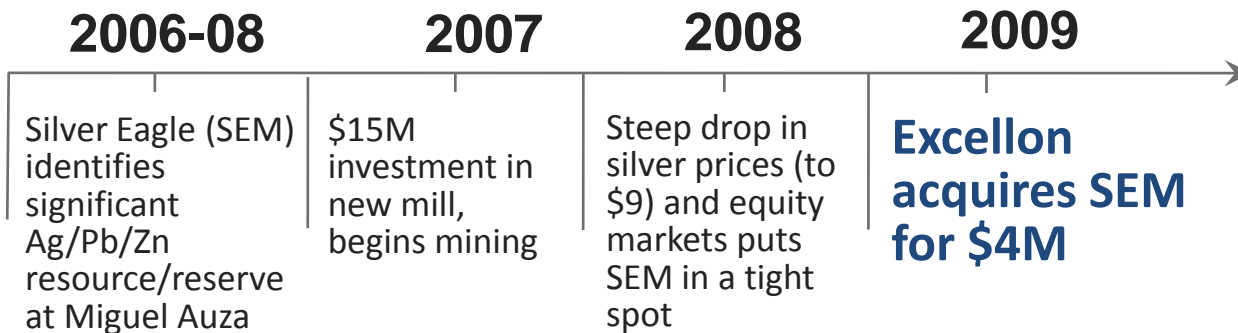 2006-08
Silver Eagle (SEM)
identifies
significant
Ag/Pb/Zn
resource/reserve
at Miguel Auza
2007
$15M
investment in
new mill,
begins mining
2008
Steep drop in
silver prices (to
$9) and equity
markets puts
SEM in a tight
spot
2009
Excellon
acquires SEM
for $4M